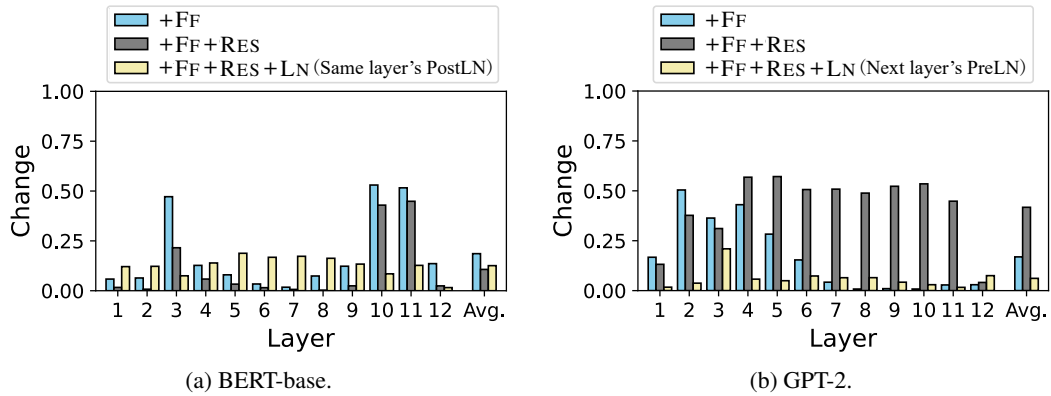 +FF
+FF+RES
+FF+RES+LN (Same layer's PostLN)
1.00
0.75
0.50
0.25
0.00
Change
1 2 3 4 5 6 7 8 9 10 11 12 Avg.
Layer
(a) BERT-base.
+FF
+FF+RES
+FF+RES+LN (Next layer's PreLN)
1.00
0.75
0.50
0.25
0.00
Change
1 2 3 4 5 6 7 8 9 10 11 12 Avg.
Layer
(b) GPT-2.